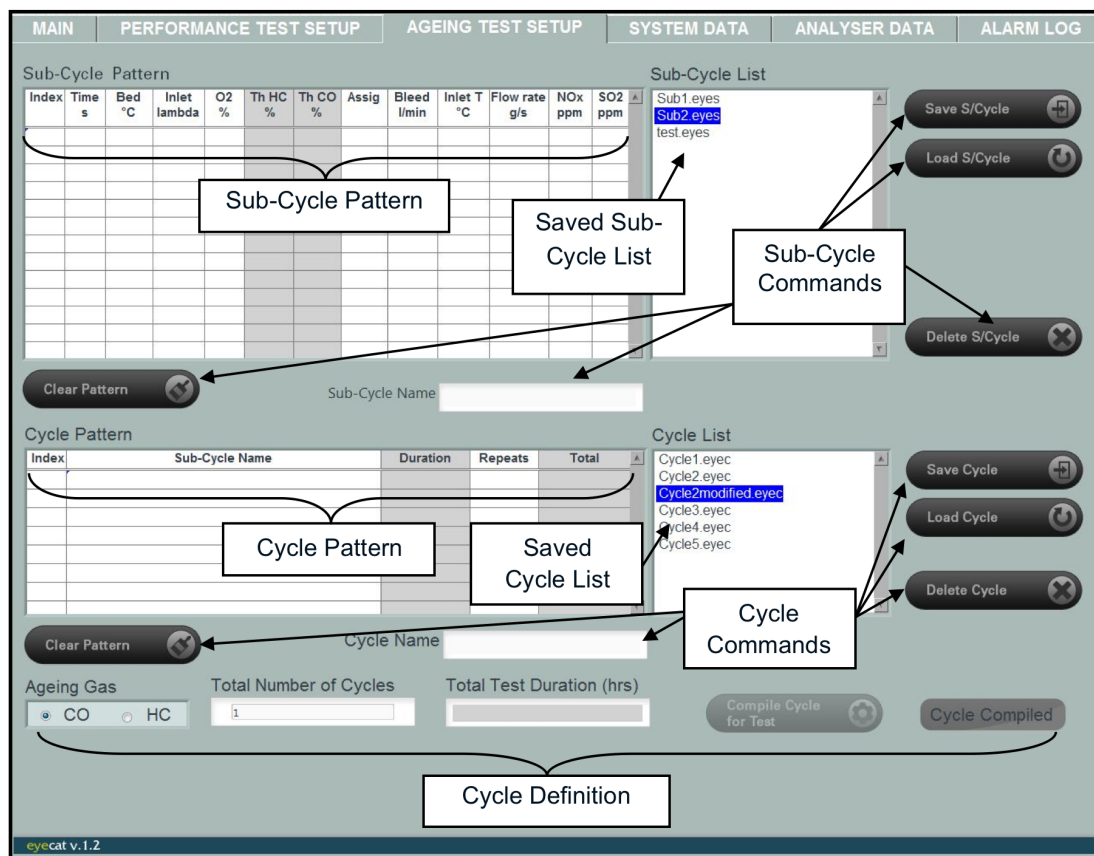 MAIN PERFORMANCE TEST SETUP AGEING TEST SETUP SYSTEM DATA ANALYSER DATA ALARM LOG
Sub-Cycle Pattern
Index Time Bed Inlet O2 Th HC Th CO Assig Bleed Inlet T Flow rate NOx SO2
s °C lambda % % % l/min °C g/s ppm ppm
Sub-Cycle Pattern
Sub-Cycle List
Sub1.eyes
Sub2.eyes
test.eyes
Saved Sub-
Cycle List
Save S/Cycle
Load S/Cycle
Sub-Cycle
Commands
Delete S/Cycle
Clear Pattern
Sub-Cycle Name
Cycle Pattern
Index Sub-Cycle Name Duration Repeats Total
Cycle Pattern
Cycle List
Cycle1.eyec
Cycle2.eyec
Cycle2modified.eyec
Cycle3.eyec
Cycle4.eyec
Cycle5.eyec
Saved
Cycle List
Save Cycle
Load Cycle
Delete Cycle
Cycle
Commands
Clear Pattern
Cycle Name
Ageing Gas
CO HC
Total Number of Cycles
1
Total Test Duration (hrs)
Compile Cycle
for Test
Cycle Compiled
Cycle Definition
eyecat v.1.2